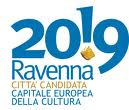 2019
Ravenna
CITTA' CANDIDATA
CAPITALE EUROPEA
DELLA CULTURA